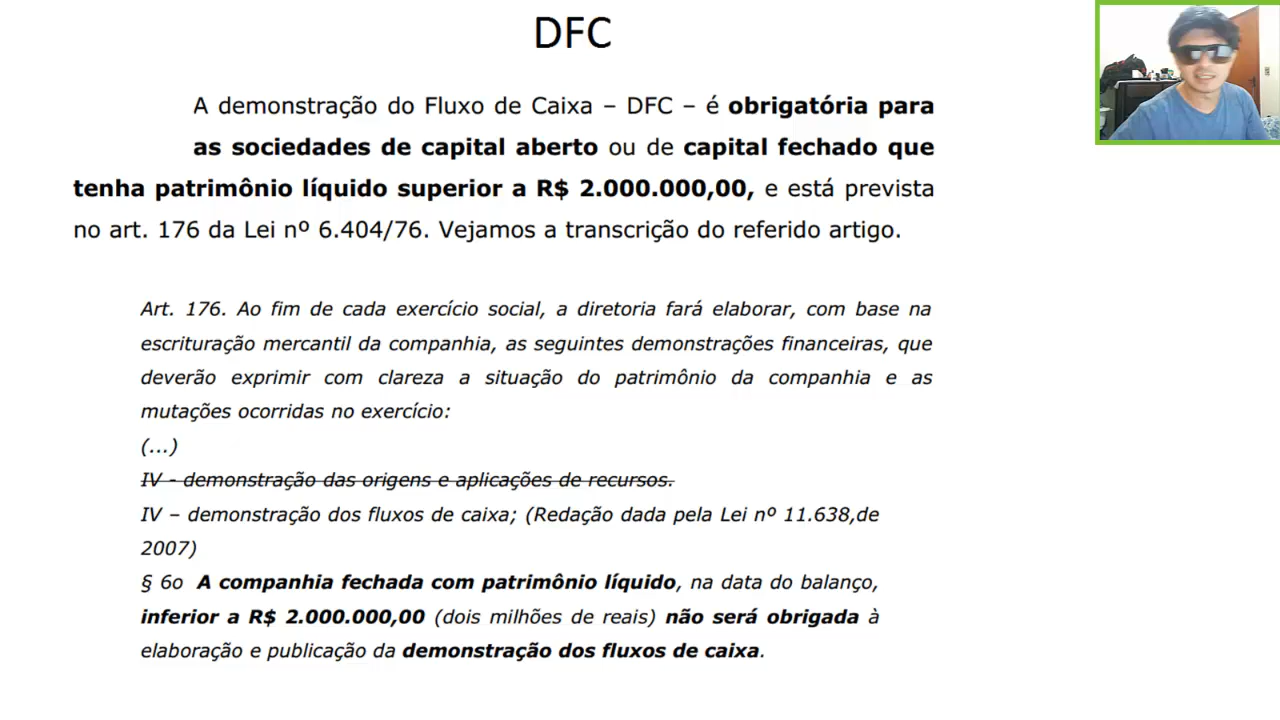 DFC
A demonstração do Fluxo de Caixa – DFC – é obrigatória para
as sociedades de capital aberto ou de capital fechado que
tenha patrimônio líquido superior a R$ 2.000.000,00, e está prevista
no art. 176 da Lei nº 6.404/76. Vejamos a transcrição do referido artigo.
Art. 176. Ao fim de cada exercício social, a diretoria fará elaborar, com base na
escrituração mercantil da companhia, as seguintes demonstrações financeiras, que
deverão exprimir com clareza a situação do patrimônio da companhia e as
mutações ocorridas no exercício:
(...)
IV - demonstração das origens e aplicações de recursos.
IV – demonstração dos fluxos de caixa; (Redação dada pela Lei nº 11.638,de
2007)
§ 6o A companhia fechada com patrimônio líquido, na data do balanço,
inferior a R$ 2.000.000,00 (dois milhões de reais) não será obrigada à
elaboração e publicação da demonstração dos fluxos de caixa.